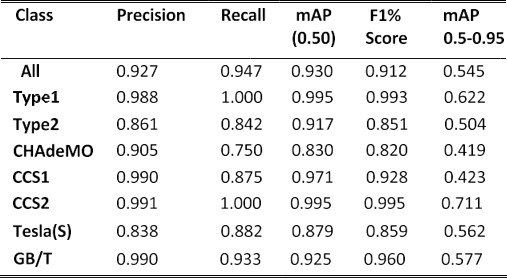 Class Precision Recall mAP (0.50) F1% Score mAP 0.5-0.95
All 0.927 0.947 0.930 0.912 0.545
Type1 0.988 1.000 0.995 0.993 0.622
Type2 0.861 0.842 0.917 0.851 0.504
CHAdeMO 0.905 0.750 0.830 0.820 0.419
CCS1 0.990 0.875 0.971 0.928 0.423
CCS2 0.991 1.000 0.995 0.995 0.711
Tesla(S) 0.838 0.882 0.879 0.859 0.562
GB/T 0.990 0.933 0.925 0.960 0.577